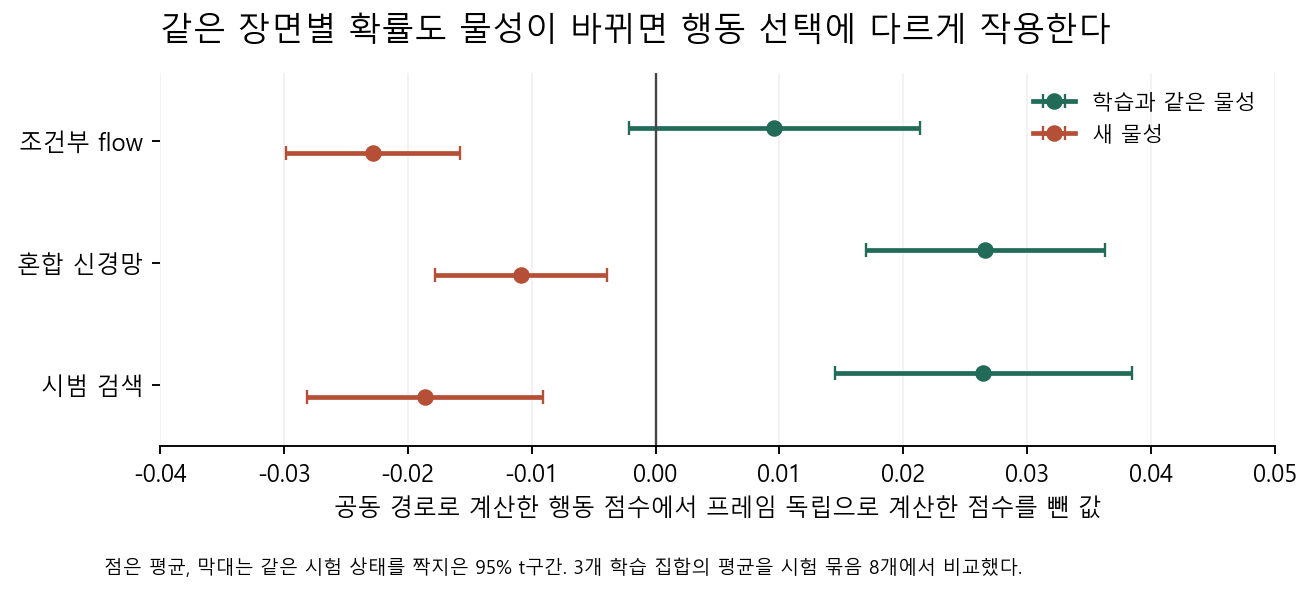 같은 장면별 확률도 물성이 바뀌면 행동 선택에 다르게 작용한다
학습과 같은 물성
새 물성
조건부 flow
혼합 신경망
시범 검색
-0.04 -0.03 -0.02 -0.01 0.00 0.01 0.02 0.03 0.04 0.05
공동 경로로 계산한 행동 점수에서 프레임 독립으로 계산한 점수를 뺀 값
점은 평균, 막대는 같은 시험 상태를 짝지은 95% t구간. 3개 학습 집합의 평균을 시험 묶음 8개에서 비교했다.